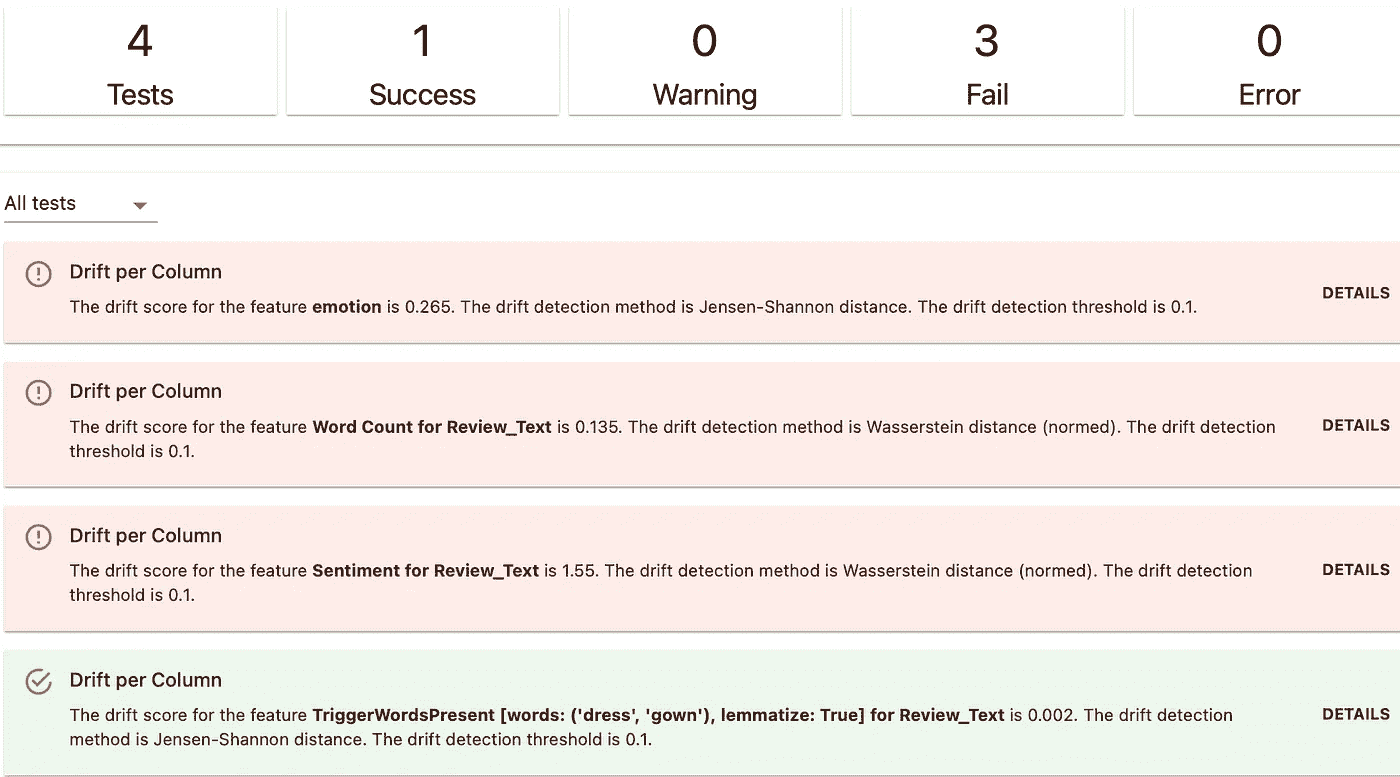 4
Tests
1
Success
0
Warning
3
Fail
0
Error
All tests
Drift per Column
The drift score for the feature emotion is 0.265. The drift detection method is Jensen-Shannon distance. The drift detection threshold is 0.1.
DETAILS
Drift per Column
The drift score for the feature Word Count for Review_Text is 0.135. The drift detection method is Wasserstein distance (normed). The drift detection
threshold is 0.1.
DETAILS
Drift per Column
The drift score for the feature Sentiment for Review_Text is 1.55. The drift detection method is Wasserstein distance (normed). The drift detection
threshold is 0.1.
DETAILS
Drift per Column
The drift score for the feature TriggerWordsPresent [words: ('dress', 'gown'), lemmatize: True] for Review_Text is 0.002. The drift detection
method is Jensen-Shannon distance. The drift detection threshold is 0.1.
DETAILS